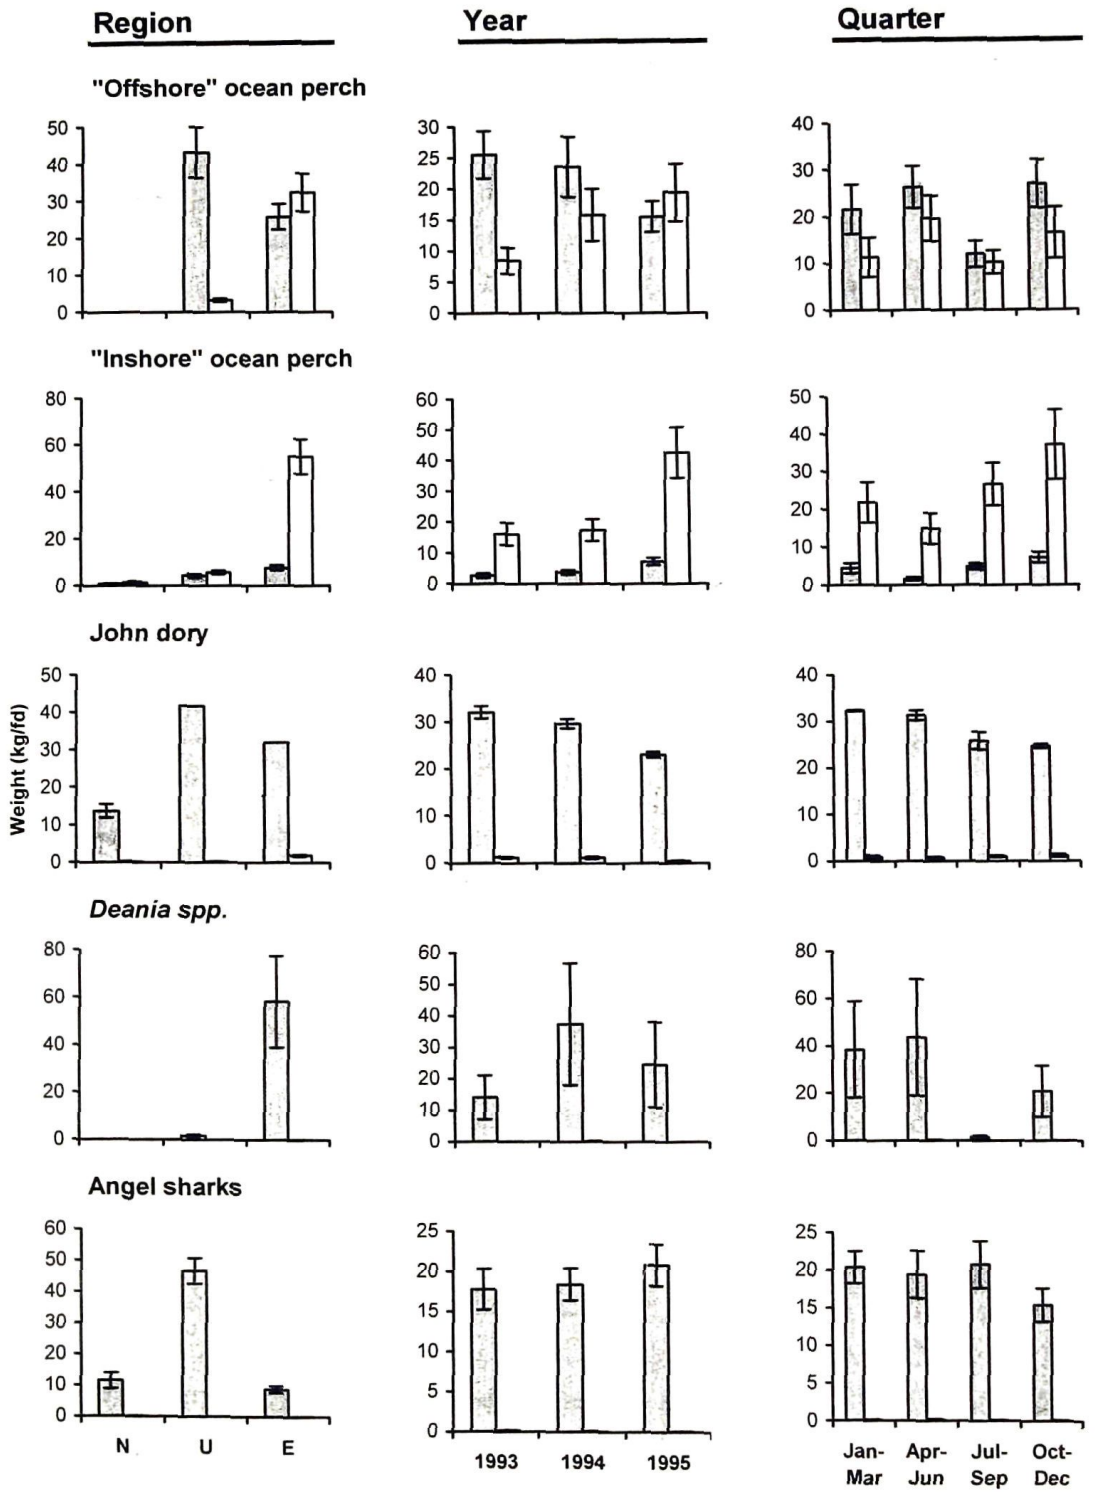 Region Year Quarter
"Offshore" ocean perch
50 40 30 20 10 0
30 25 20 15 10 5 0
40 30 20 10 0
"Inshore" ocean perch
80 60 40 20 0
60 50 40 30 20 10 0
50 40 30 20 10 0
John dory
Weight (kg/fd)
50 40 30 20 10 0
40 30 20 10 0
40 30 20 10 0
Deania spp.
80 60 40 20 0
60 50 40 30 20 10 0
80 60 40 20 0
Angel sharks
60 50 40 30 20 10 0
25 20 15 10 5 0
25 20 15 10 5 0
N U E
1993 1994 1995
Jan- Apr- Jul- Oct-
Mar Jun Sep Dec